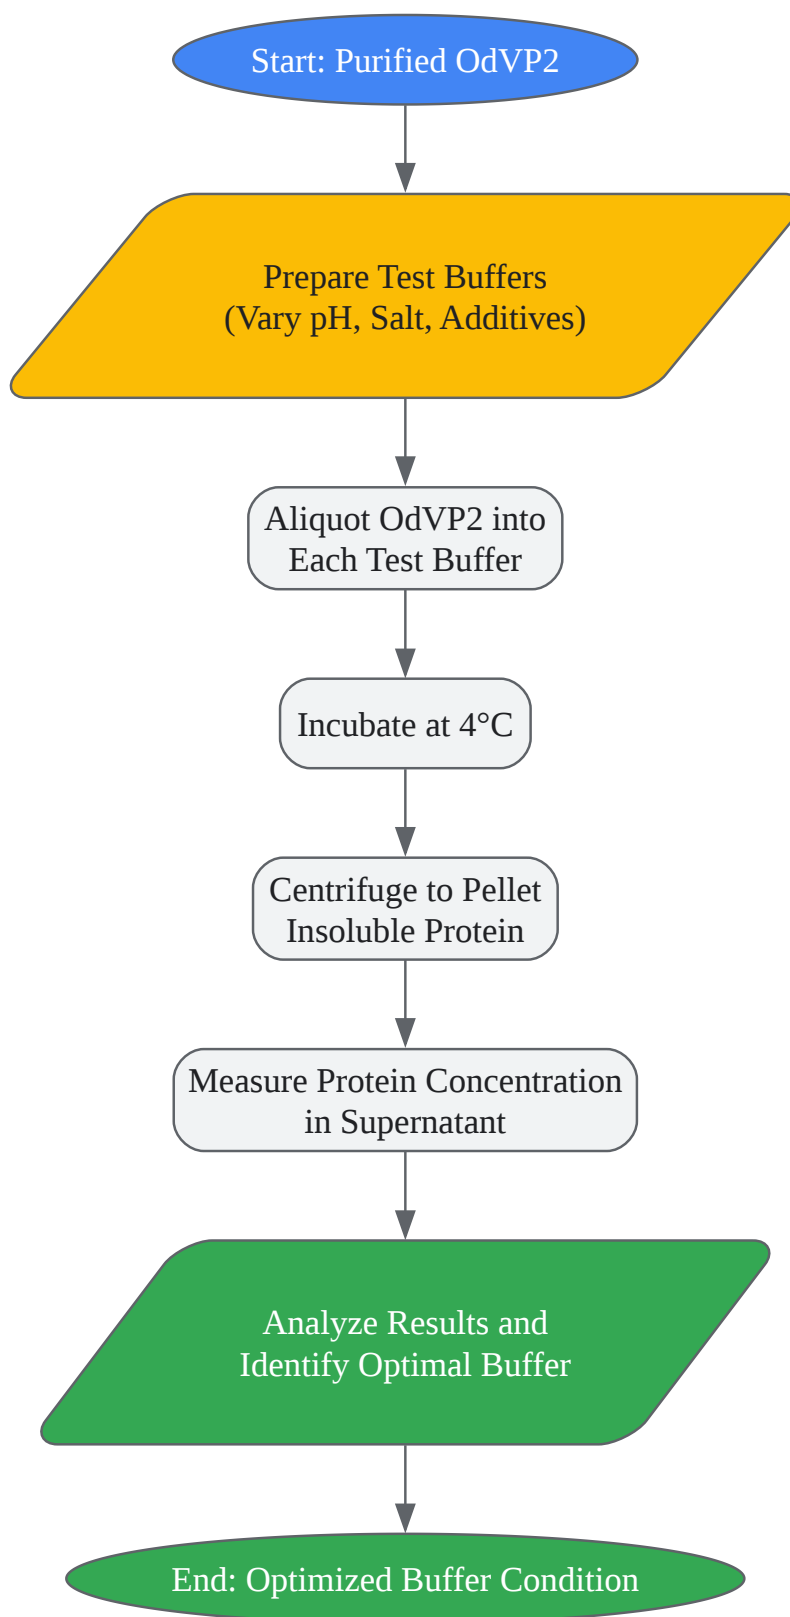 Start: Purified OdVP2
Prepare Test Buffers
(Vary pH, Salt, Additives)
Aliquot OdVP2 into
Each Test Buffer
Incubate at 4°C
Centrifuge to Pellet
Insoluble Protein
Measure Protein Concentration
in Supernatant
Analyze Results and
Identify Optimal Buffer
End: Optimized Buffer Condition